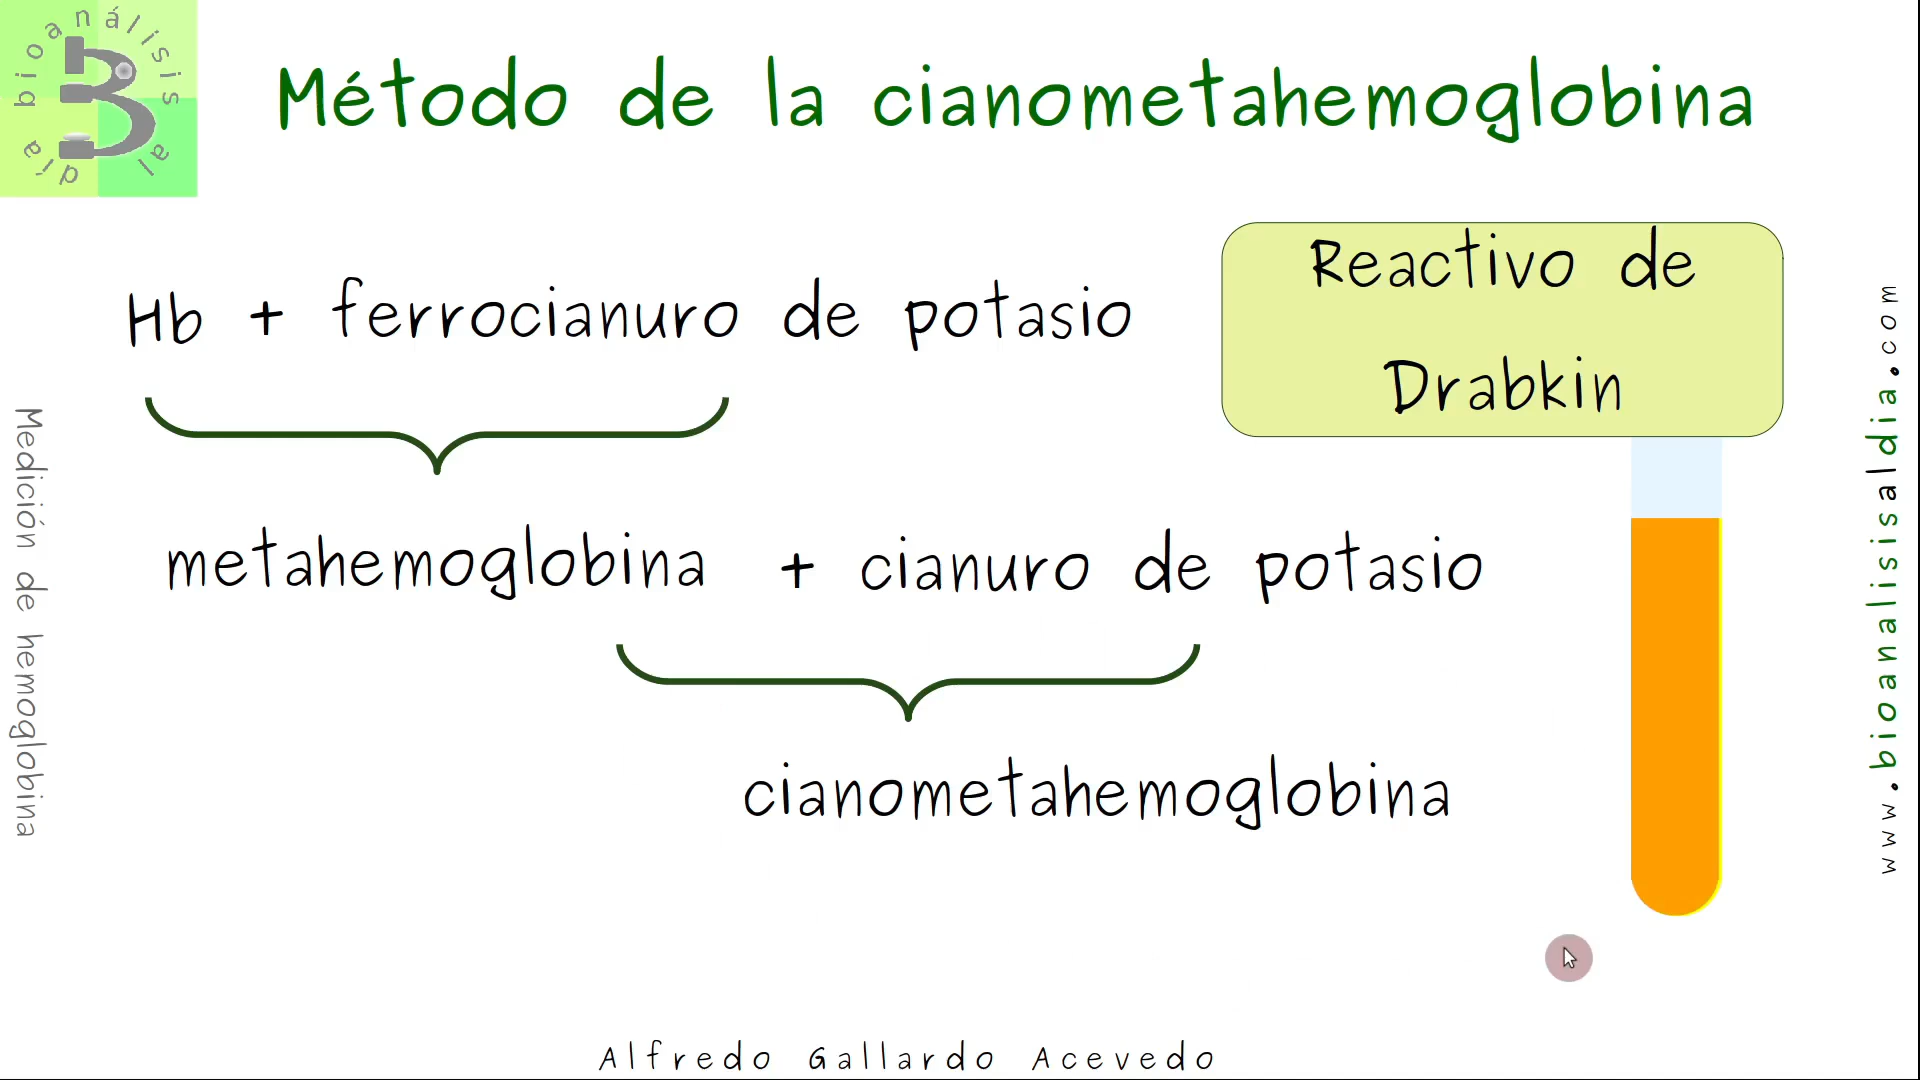 bioanálisis al día
Método de la cianometahemoglobina
Reactivo de
Drabkin
Hb + ferrocianuro de potasio
metahemoglobina + cianuro de potasio
cianometahemoglobina
Medición de hemoglobina
www.bioanalisisaldia.com
Alfredo Gallardo Acevedo